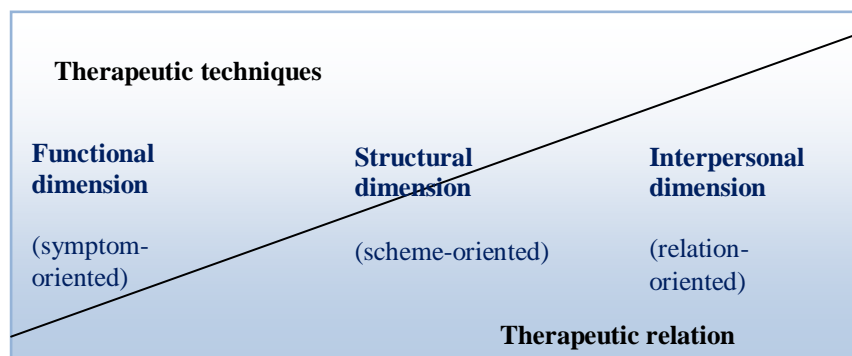 Therapeutic techniques
Functional
dimension
(symptom-
oriented)
Structural
dimension
(scheme-oriented)
Interpersonal
dimension
(relation-
oriented)
Therapeutic relation